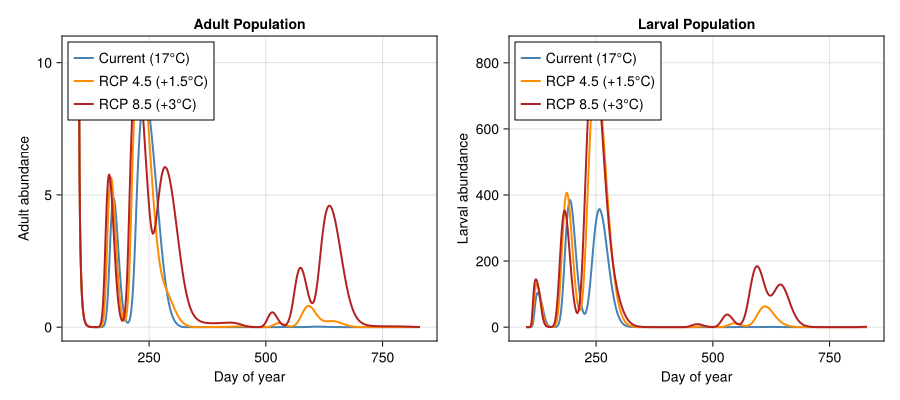 Adult Population
Current (17°C)
RCP 4.5 (+1.5°C)
RCP 8.5 (+3°C)
10
5
0
Adult abundance
250
500
750
Day of year
Larval Population
Current (17°C)
RCP 4.5 (+1.5°C)
RCP 8.5 (+3°C)
800
600
400
200
0
Larval abundance
250
500
750
Day of year